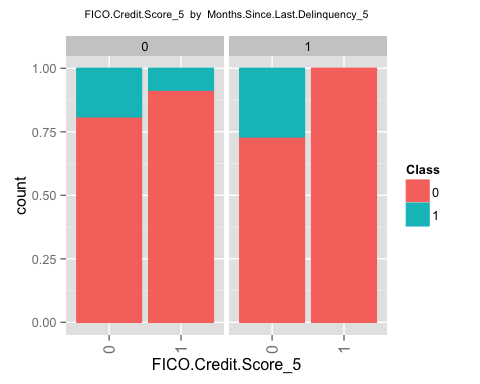 FICO.Credit.Score_5 by Months.Since.Last.Delinquency_5
0 1
1.00
0.75
0.50
0.25
0.00
count
0 1 0 1
FICO.Credit.Score_5
Class
0
1